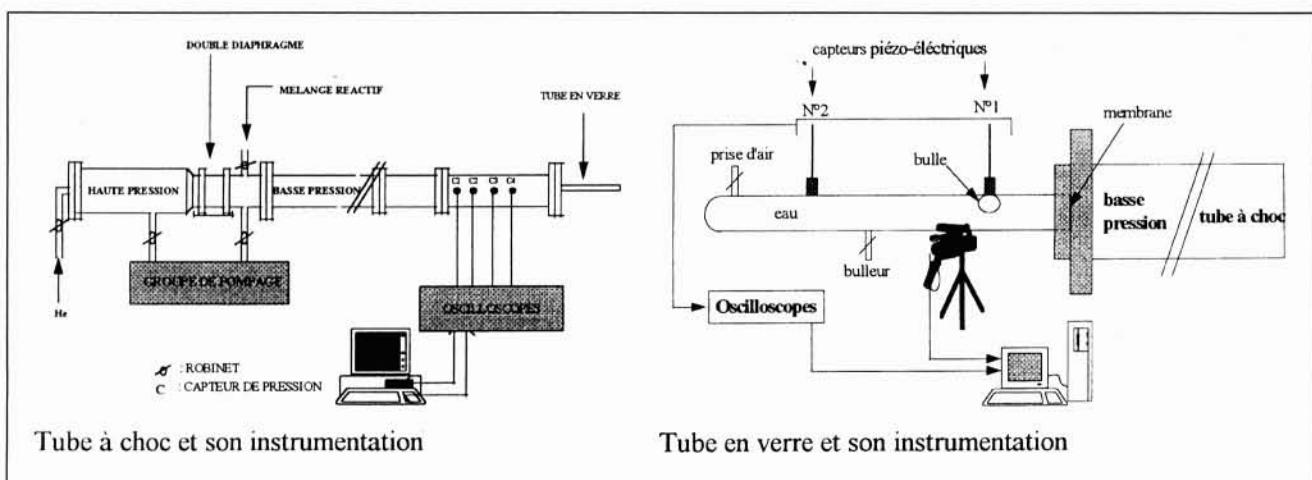 DOUBLE DIAPHRAGME
MELANGE REACTIF
TUBE EN VERRE
HAUTE PRESSION
BASSE PRESSION
C1 C2 C3 C4
GROUPE DE POMPAGE
OSCILLOSCOPES
He
: ROBINET
C : CAPTEUR DE PRESSION
Tube à choc et son instrumentation
capteurs piézo-éléctriques
N°2
N°1
membrane
prise d'air
bulle
eau
basse
pression
tube à choc
bulleur
Oscilloscopes
Tube en verre et son instrumentation